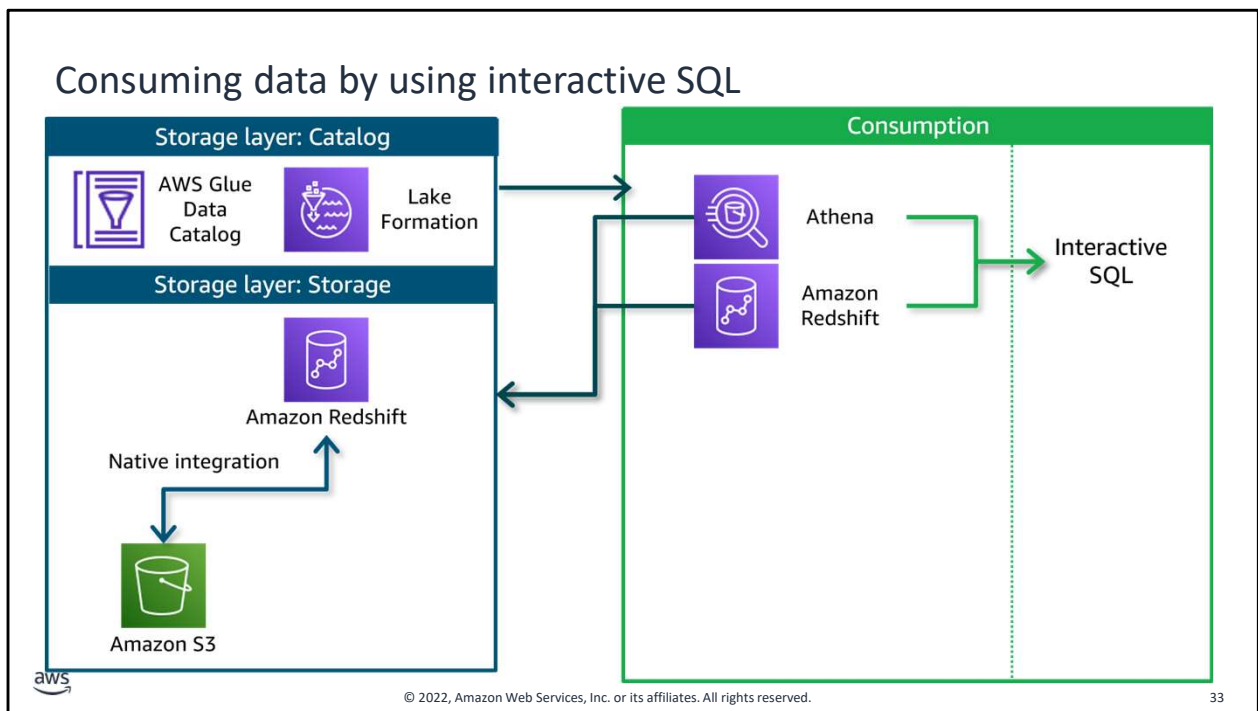 Consuming data by using interactive SQL
Storage layer: Catalog
AWS Glue
Data
Catalog
Lake
Formation
Storage layer: Storage
Amazon Redshift
Native integration
Amazon S3
Consumption
Athena
Amazon
Redshift
Interactive
SQL
aws
© 2022, Amazon Web Services, Inc. or its affiliates. All rights reserved.
33